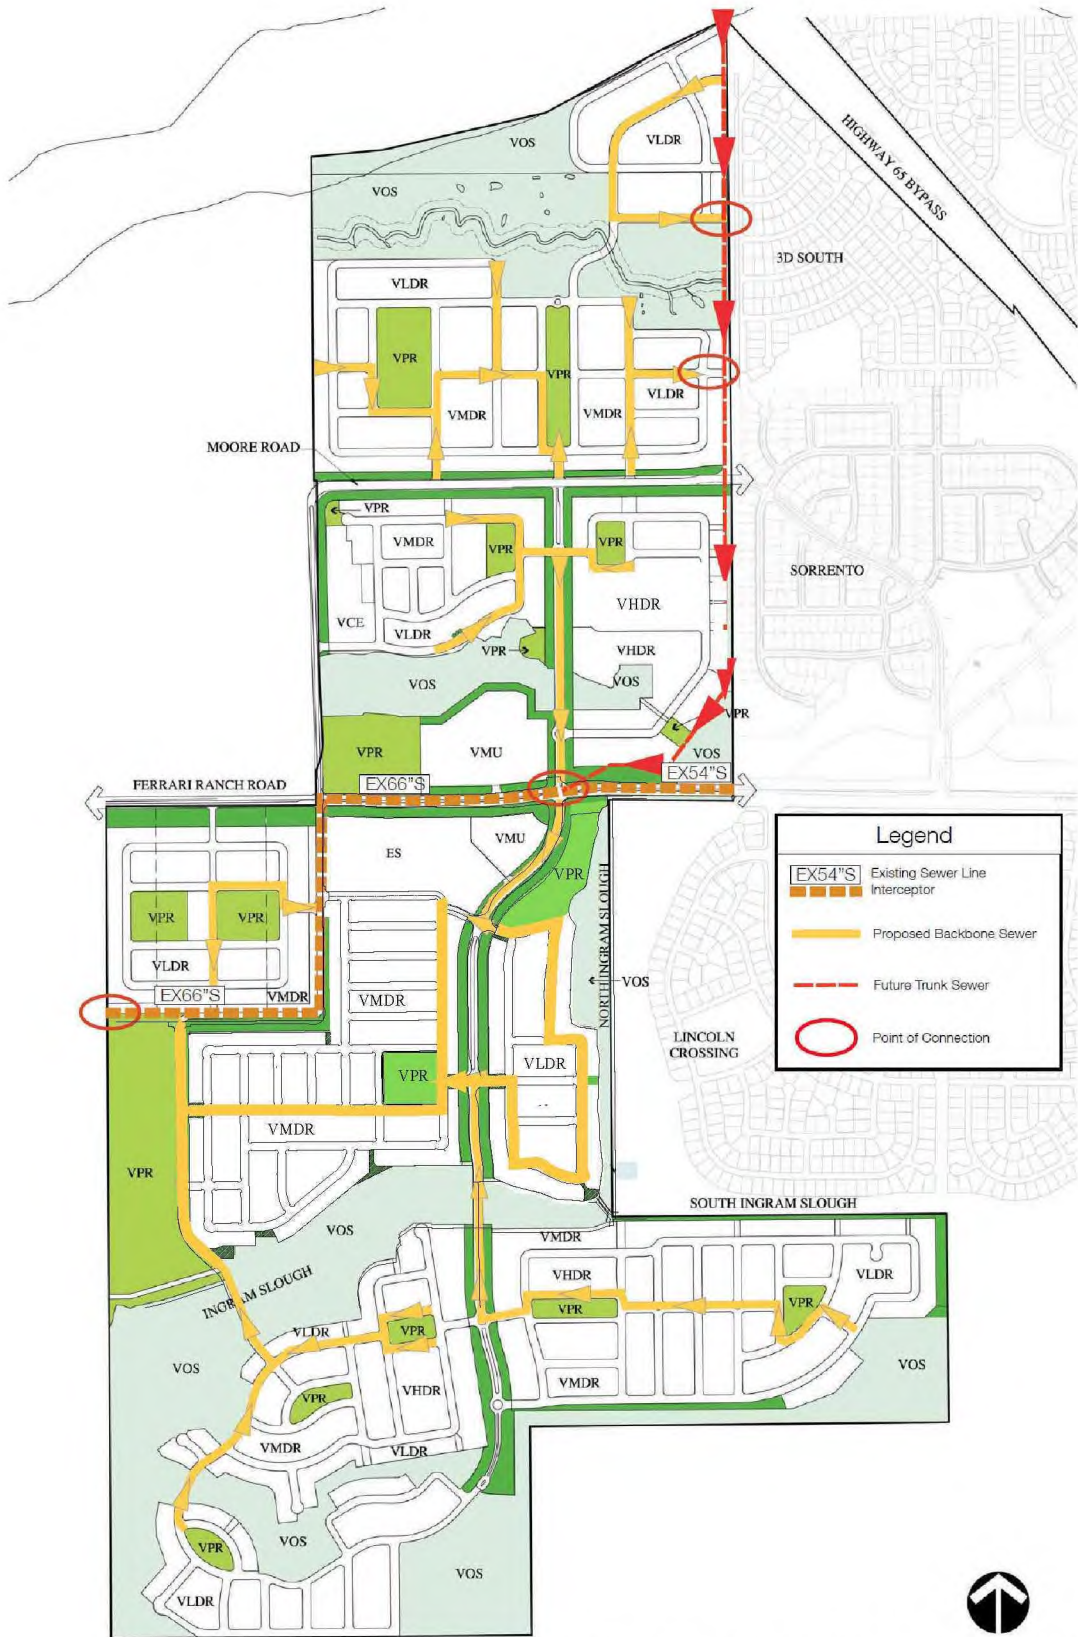 VLDR
VOS
HIGHWAY 65 BYPASS
VOS
3D SOUTH
VLDR
VPR
VPR
VLDR
VMDR
VMDR
MOORE ROAD
VPR
VMDR
VPR
VPR
SORRENTO
VHDR
VCE
VLDR
VPR
VHDR
VOS
VOS
VPR
VPR
VMU
VOS
EX66"S
EX54"S
FERRARI RANCH ROAD
ES
VMU
VPR
NORTH INGRAM SLOUGH
Legend
EX54"S
Existing Sewer Line
Interceptor
Proposed Backbone Sewer
Future Trunk Sewer
Point of Connection
VPR
VPR
VLDR
EX66"S
VMDR
VMDR
VOS
LINCOLN
CROSSING
VPR
VLDR
VMDR
VPR
SOUTH INGRAM SLOUGH
VOS
VMDR
INGRAM SLOUGH
VHDR
VLDR
VPR
VPR
VLDR
VPR
VOS
VOS
VHDR
VMDR
VPR
VMDR
VLDR
VOS
VPR
VOS
VLDR